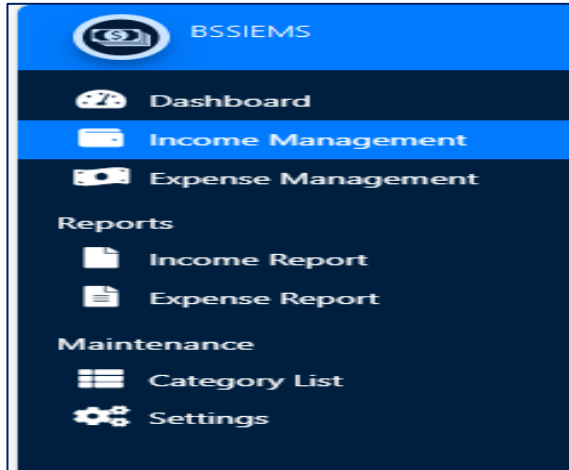 BSSIEMS
Dashboard
Income Management
Expense Management
Reports
Income Report
Expense Report
Maintenance
Category List
Settings